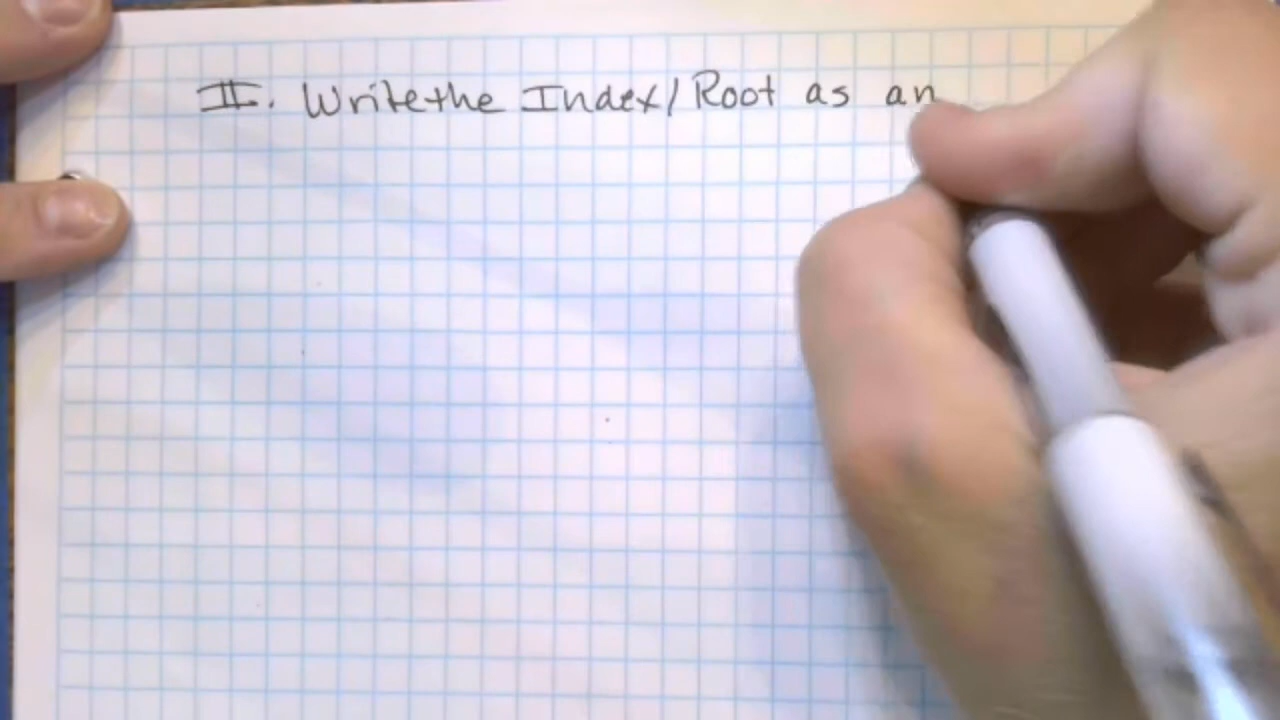 II. Write the Index/Root as an